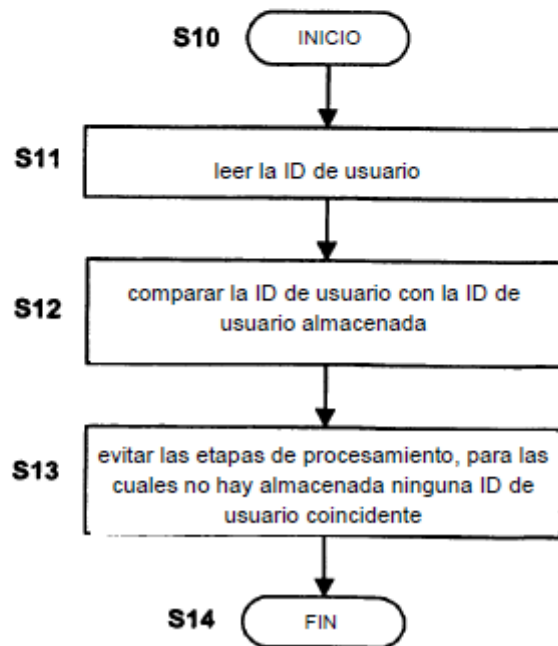 S10 INICIO
S11
leer la ID de usuario
S12
comparar la ID de usuario con la ID de
usuario almacenada
S13
evitar las etapas de procesamiento, para las
cuales no hay almacenada ninguna ID de
usuario coincidente
S14 FIN